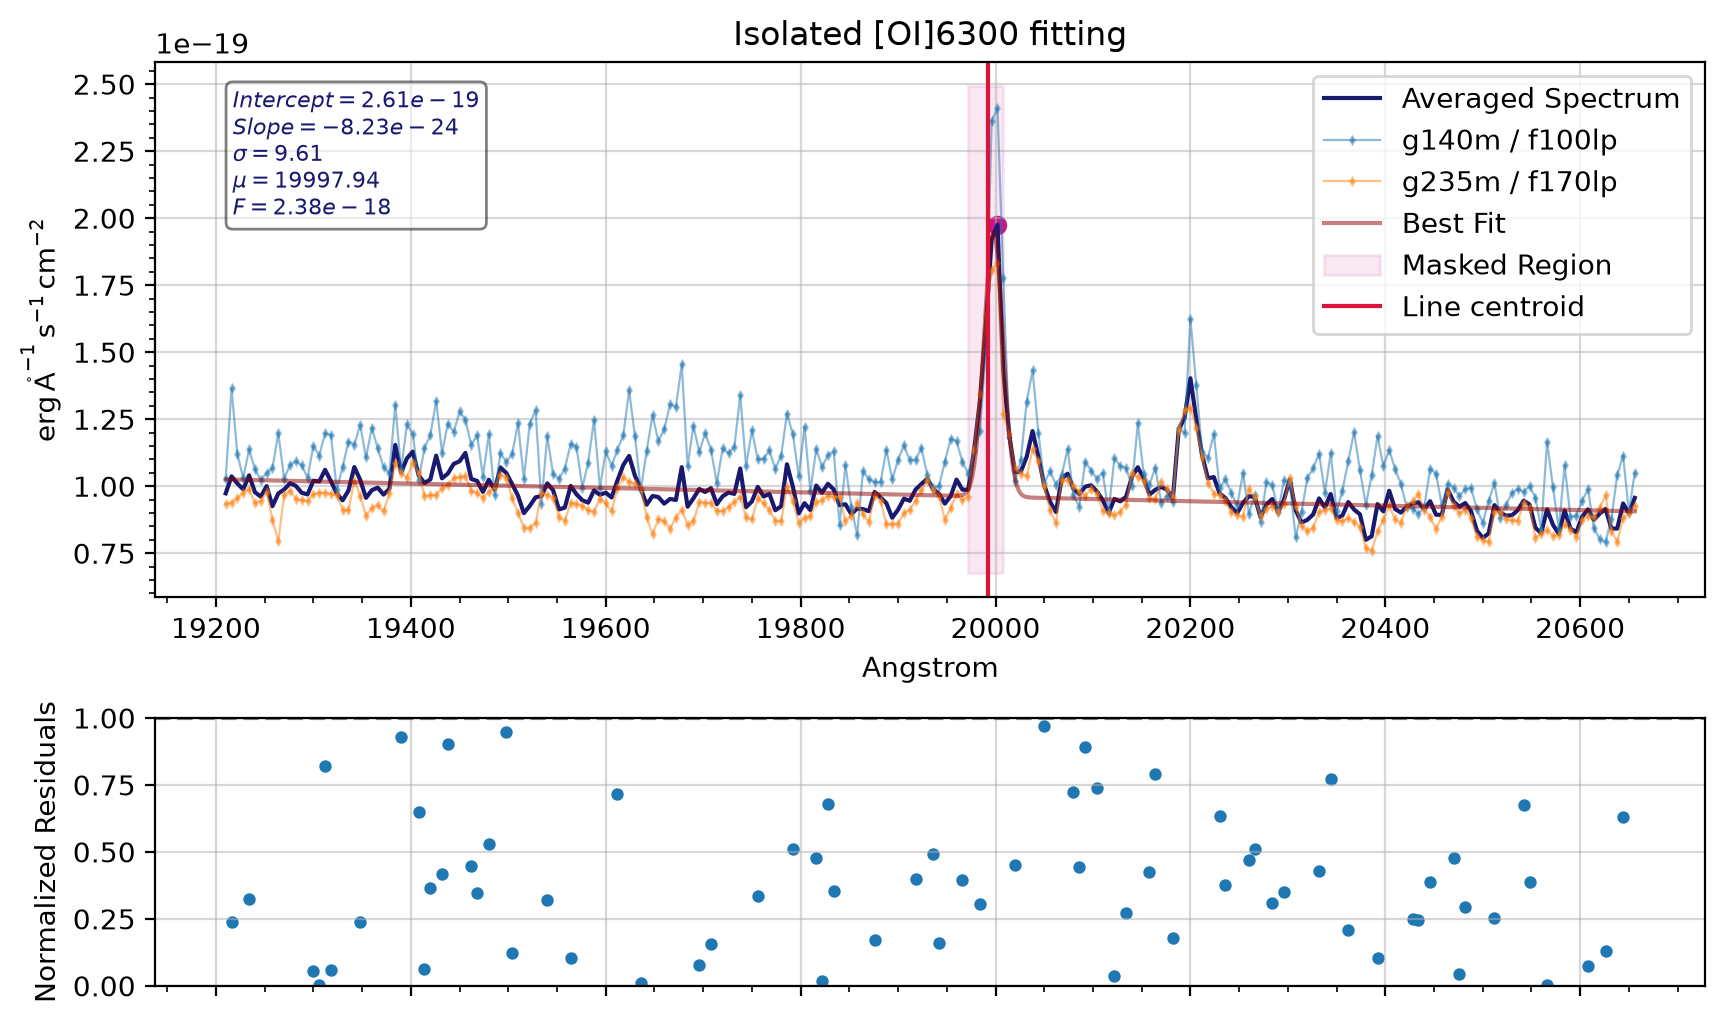 Isolated [OI]6300 fitting
1e−19
2.50
2.25
2.00
1.75
1.50
1.25
1.00
0.75
erg Å⁻¹ s⁻¹ cm⁻²
Intercept = 2.61e − 19
Slope = −8.23e − 24
σ = 9.61
μ = 19997.94
F = 2.38e − 18
Averaged Spectrum
g140m / f100lp
g235m / f170lp
Best Fit
Masked Region
Line centroid
19200 19400 19600 19800 20000 20200 20400 20600
Angstrom
1.00
0.75
0.50
0.25
0.00
Normalized Residuals